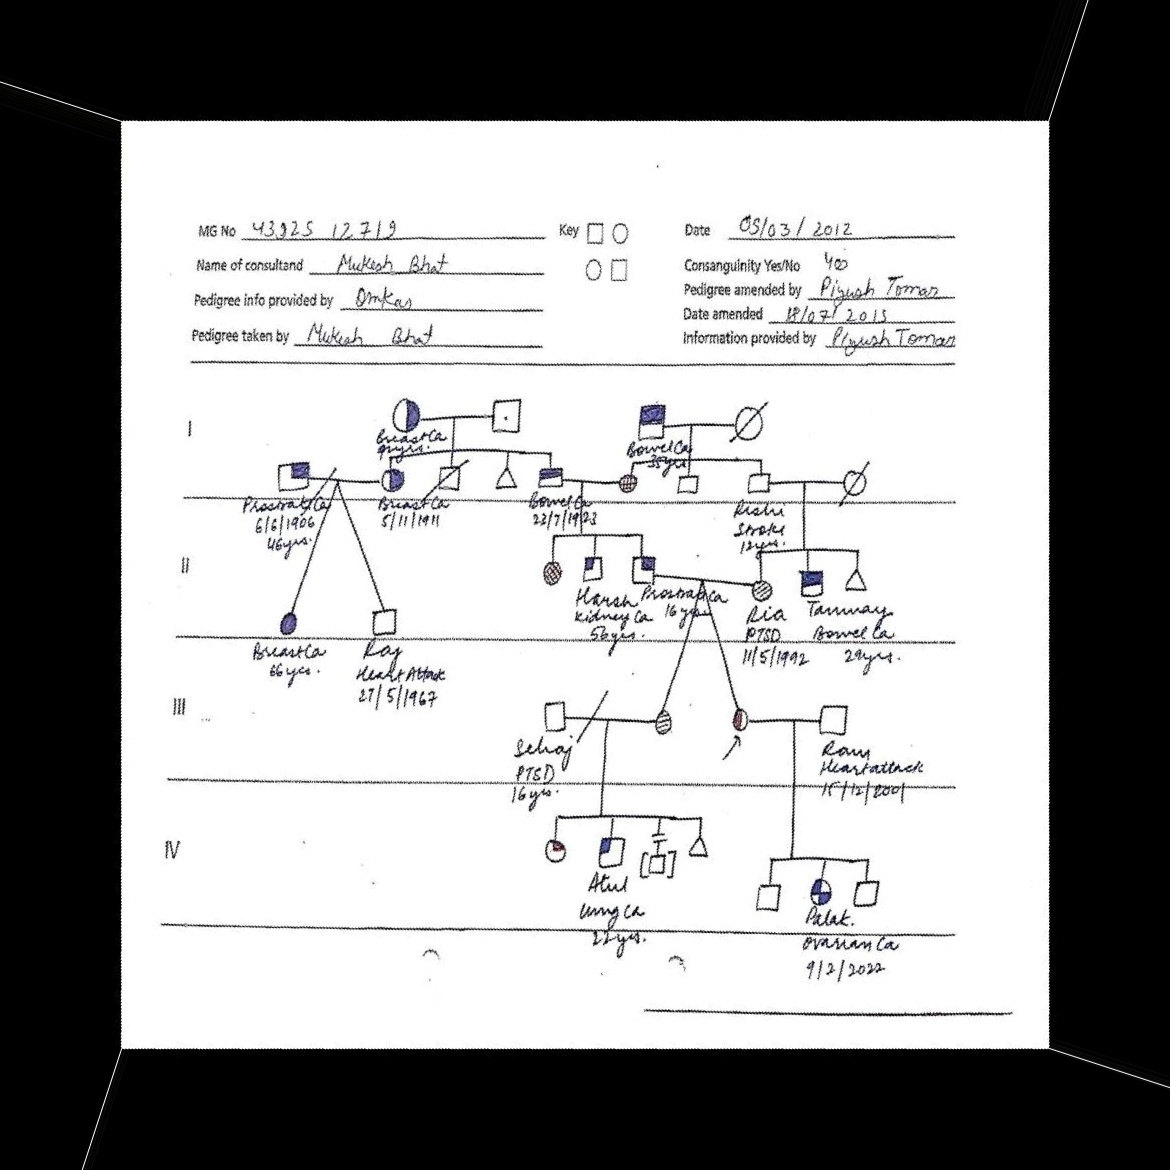 MG No 43925 12719 Key Date 05/03/2012
Name of consultand Mukesh Bhat Consanguinity Yes/No Yes
Pedigree info provided by Omkar Pedigree amended by Piyush Tomar
Date amended 18/07/2015
Pedigree taken by Mukesh Bhat Information provided by Piyush Tomar
I
Breast Ca
Bowel Ca
35yrs
Prostrate Ca Breast Ca Bowel Ca Rishi
6/6/1906 5/11/1911 23/7/1923 Stroke
46yrs. 12yrs.
II
Harsh Prostrate Ca Ria Tanmay
Kidney Ca 16yrs PTSD Bowel Ca
56yrs. 11/5/1992 29yrs.
Breast Ca Raj
66yrs. Heart Attack
27/5/1967
III
Sehaj Ram
PTSD Heart attack
16yrs. 15/12/2001
IV
Atul Palak.
Lung Ca Ovarian Ca
22yrs. 9/2/2022